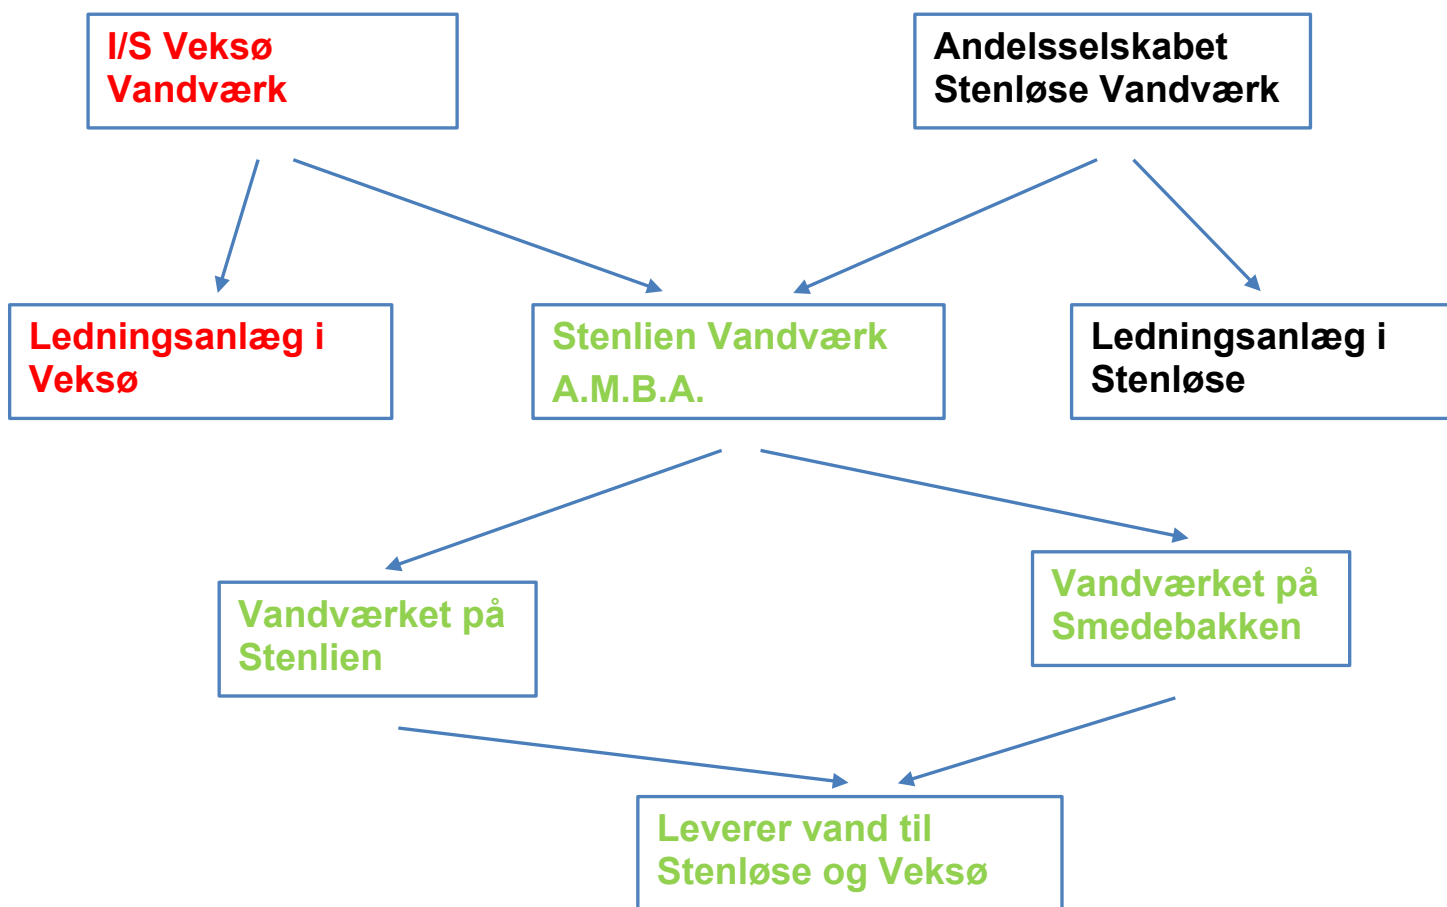 I/S Veksø
Vandværk
Andelsselskabet
Stenløse Vandværk
Ledningsanlæg i
Veksø
Stenlien Vandværk
A.M.B.A.
Ledningsanlæg i
Stenløse
Vandværket på
Stenlien
Vandværket på
Smedebakken
Leverer vand til
Stenløse og Veksø